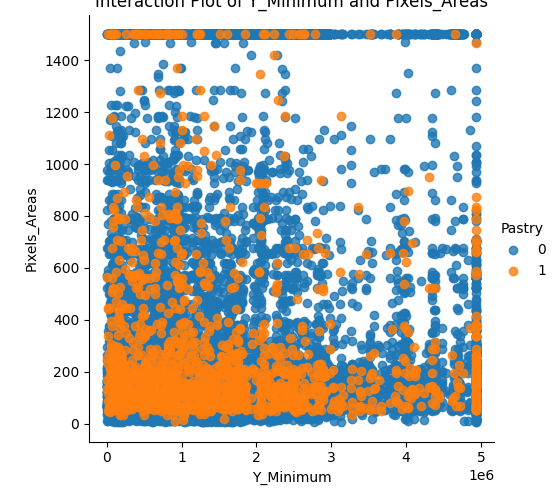 Interaction Plot of Y_Minimum and Pixels_Areas
1400
1200
1000
800
600
400
200
0
Pixels_Areas
0 1 2 3 4 5
1e6
Y_Minimum
Pastry
0
1